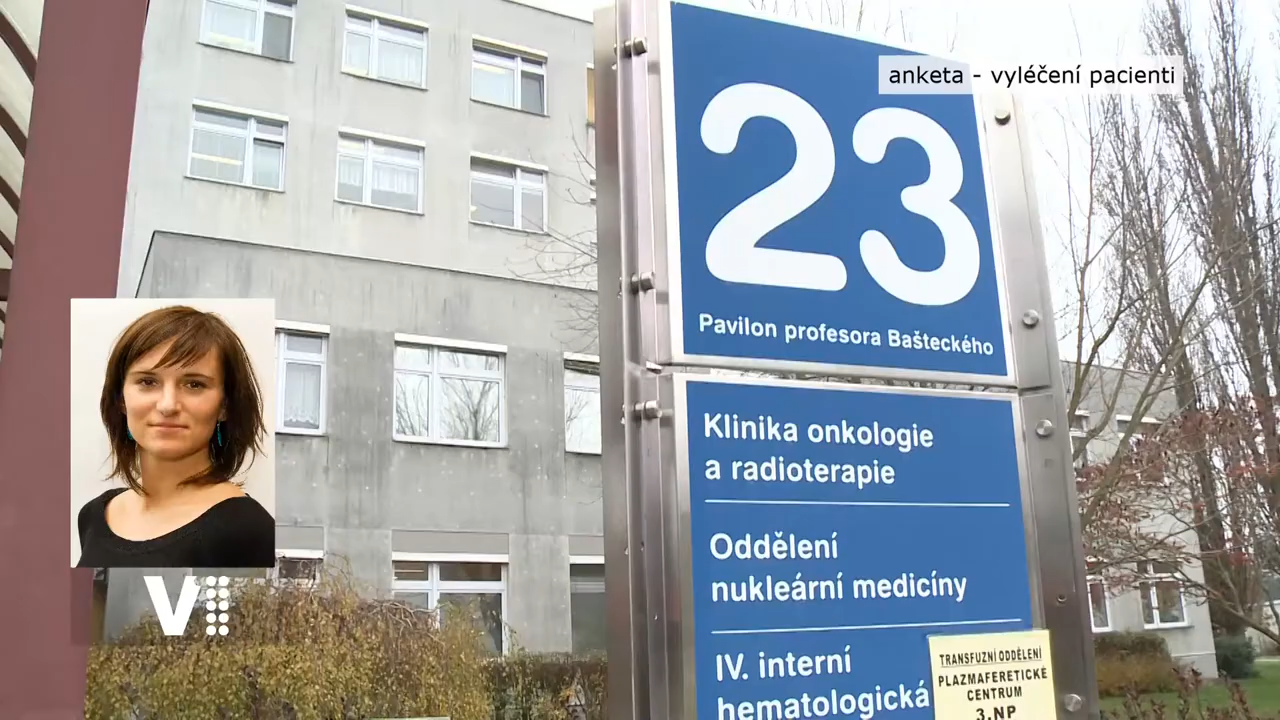 anketa - vyléčení pacienti
23
Pavilon profesora Bašteckého
Klinika onkologie
a radioterapie
Oddělení
nukleární medicíny
IV. interní
hematologická
TRANSFUZNÍ ODDĚLENÍ
PLAZMAFERETICKÉ
CENTRUM
3.NP
V1